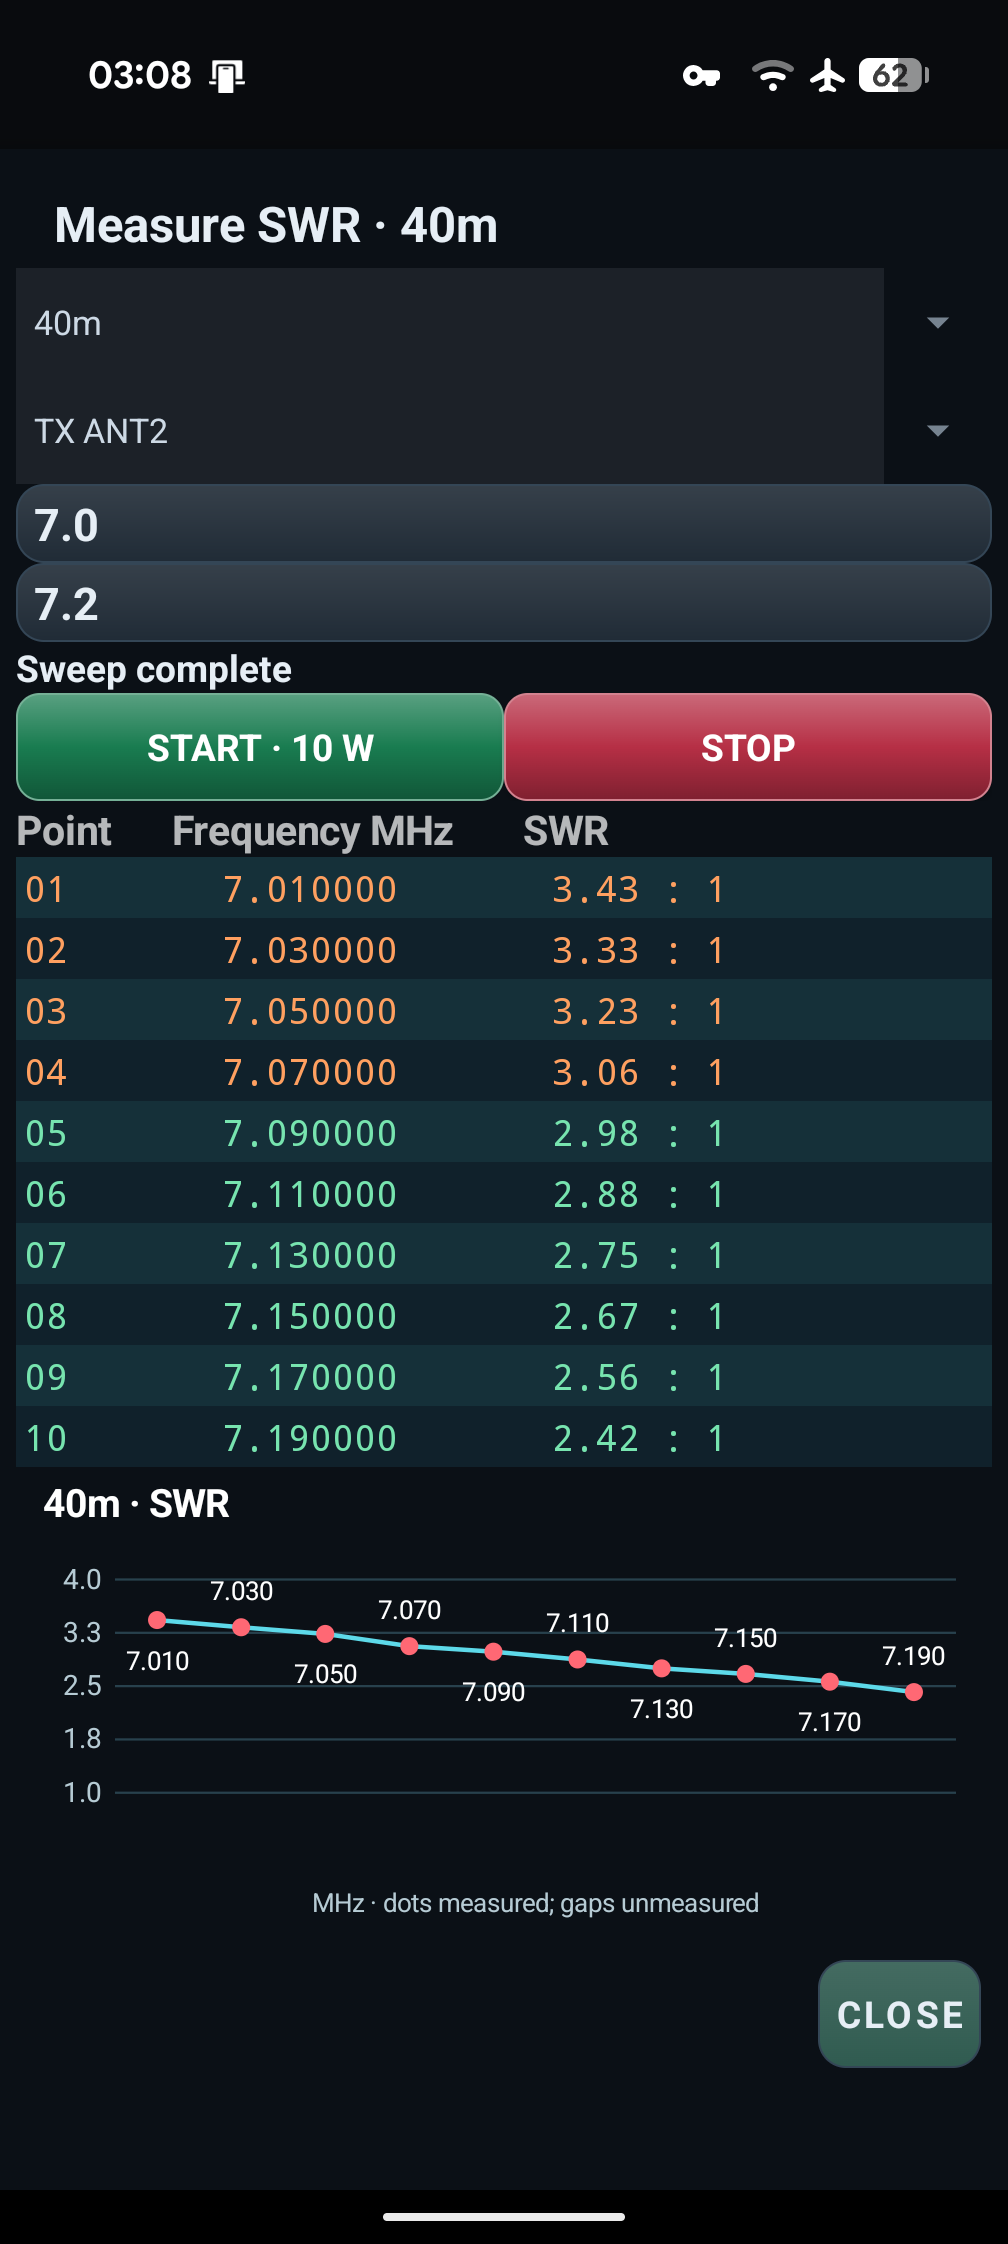 03:08
62
Measure SWR · 40m
40m
TX ANT2
7.0
7.2
Sweep complete
START · 10 W STOP
Point Frequency MHz SWR
01 7.010000 3.43 : 1
02 7.030000 3.33 : 1
03 7.050000 3.23 : 1
04 7.070000 3.06 : 1
05 7.090000 2.98 : 1
06 7.110000 2.88 : 1
07 7.130000 2.75 : 1
08 7.150000 2.67 : 1
09 7.170000 2.56 : 1
10 7.190000 2.42 : 1
40m · SWR
4.0
3.3
2.5
1.8
1.0
7.010
7.030
7.050
7.070
7.090
7.110
7.130
7.150
7.170
7.190
MHz · dots measured; gaps unmeasured
CLOSE